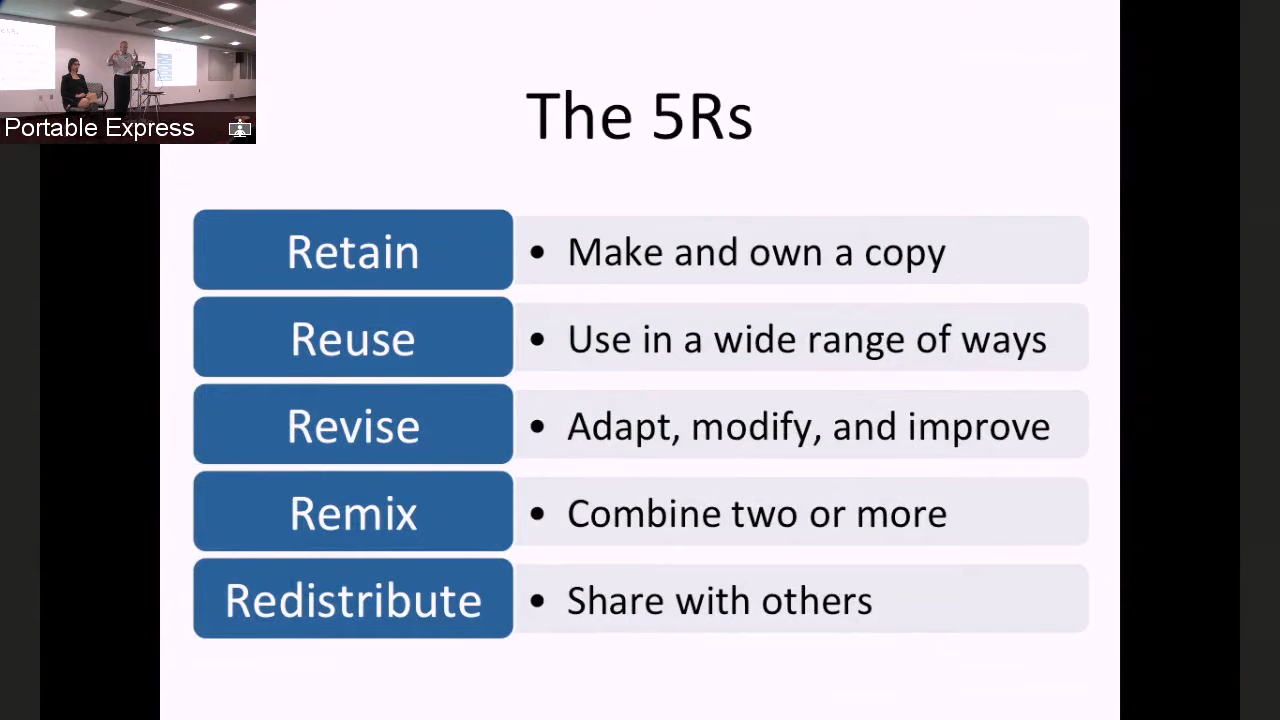 Portable Express
The 5Rs
Retain
• Make and own a copy
Reuse
• Use in a wide range of ways
Revise
• Adapt, modify, and improve
Remix
• Combine two or more
Redistribute
• Share with others